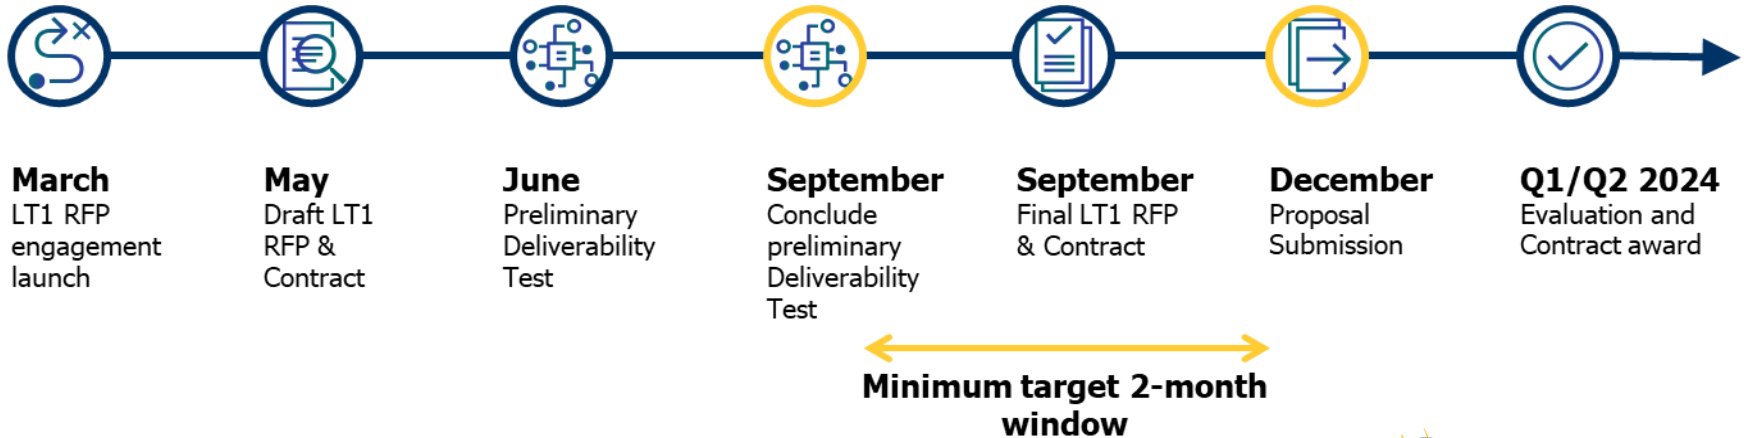 March
LT1 RFP
engagement
launch
May
Draft LT1
RFP &
Contract
June
Preliminary
Deliverability
Test
September
Conclude
preliminary
Deliverability
Test
September
Final LT1 RFP
& Contract
December
Proposal
Submission
Q1/Q2 2024
Evaluation and
Contract award
Minimum target 2-month
window